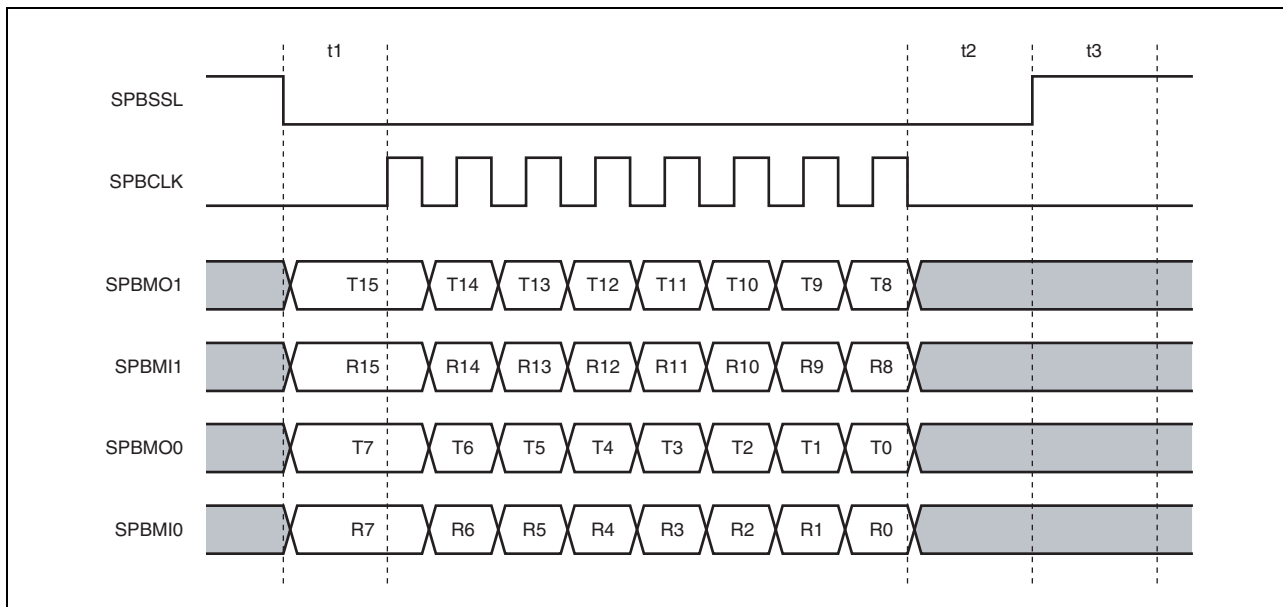 t1 t2 t3
SPBSSL
SPBCLK
SPBMO1 T15 T14 T13 T12 T11 T10 T9 T8
SPBMI1 R15 R14 R13 R12 R11 R10 R9 R8
SPBMO0 T7 T6 T5 T4 T3 T2 T1 T0
SPBMI0 R7 R6 R5 R4 R3 R2 R1 R0